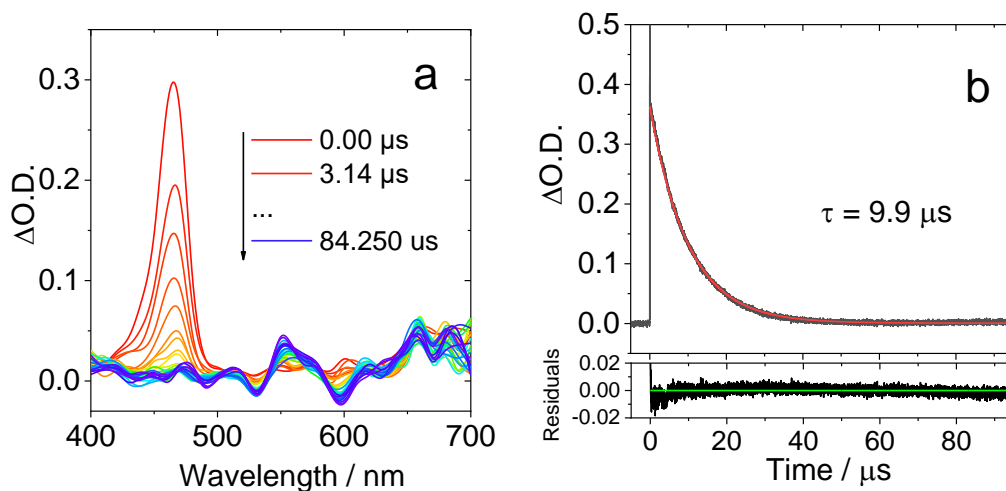 a
0.3
0.2
0.1
0.0
ΔO.D.
0.00 μs
3.14 μs
...
84.250 us
400
500
600
700
Wavelength / nm
b
0.5
0.4
0.3
0.2
0.1
0.0
ΔO.D.
τ = 9.9 μs
0.02
0.00
-0.02
Residuals
0
20
40
60
80
Time / μs